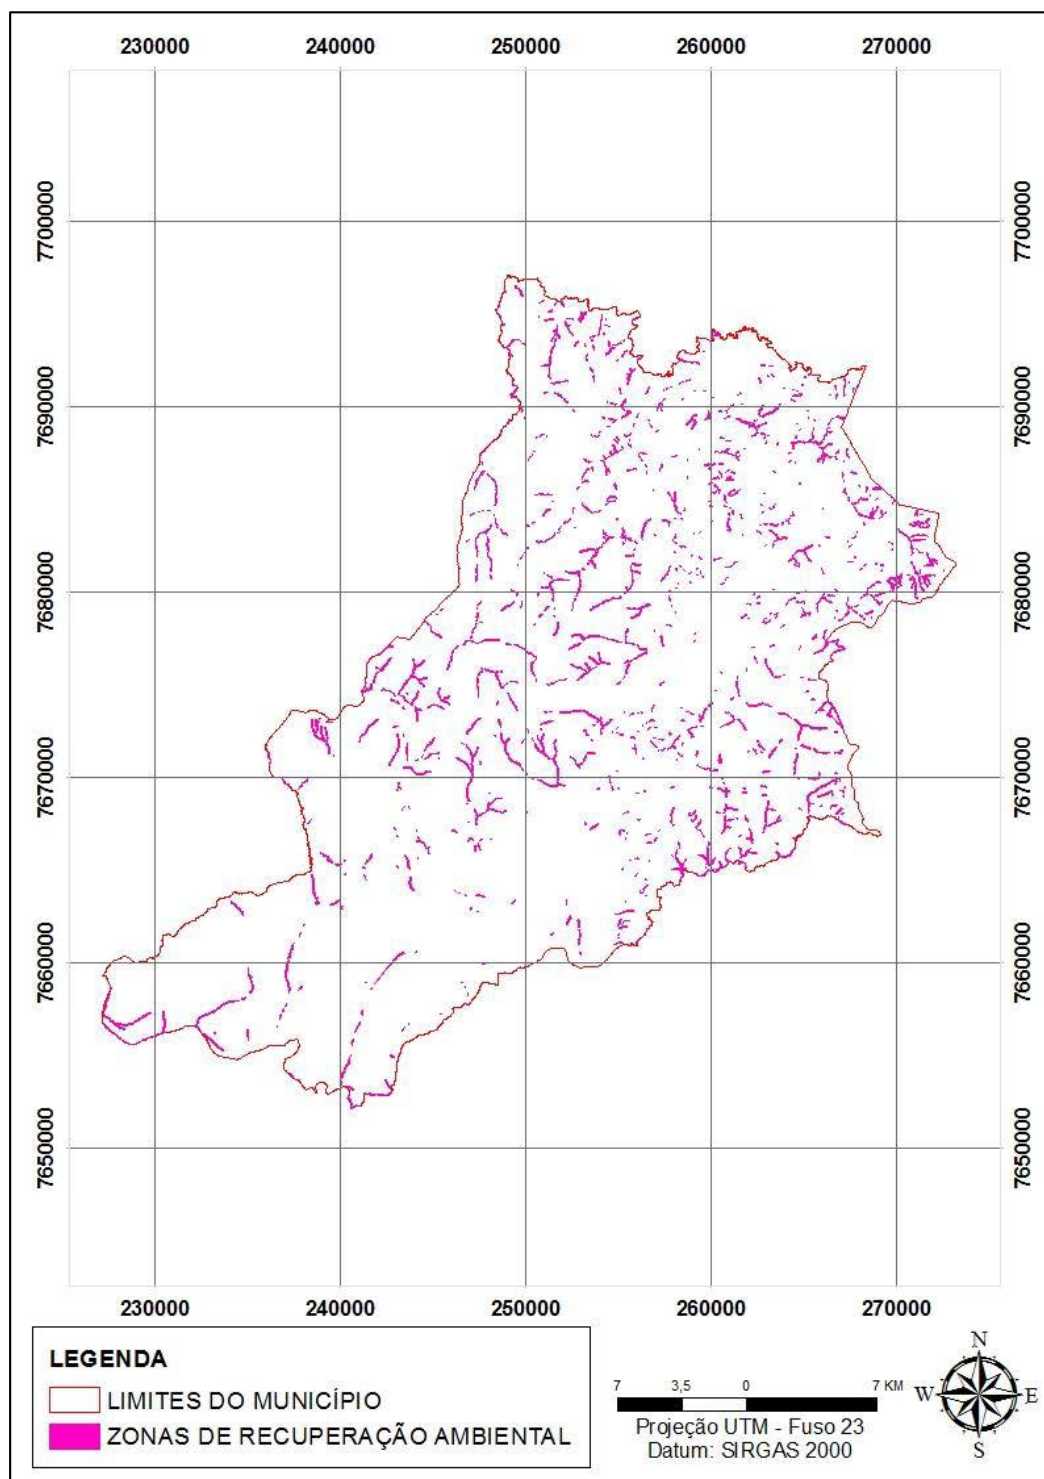 230000 240000 250000 260000 270000
7700000 7700000
7690000 7690000
7680000 7680000
7670000 7670000
7660000 7660000
7650000 7650000
230000 240000 250000 260000 270000
LEGENDA
LIMITES DO MUNICÍPIO
ZONAS DE RECUPERAÇÃO AMBIENTAL
7 3,5 0 7 KM
Projeção UTM - Fuso 23
Datum: SIRGAS 2000
N
W E
S